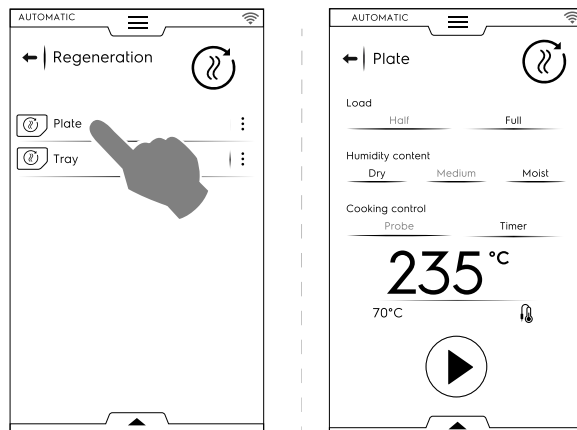 AUTOMATIC
Regeneration
Plate
Tray
AUTOMATIC
Plate
Load
Half Full
Humidity content
Dry Medium Moist
Cooking control
Probe Timer
235 °C
70°C